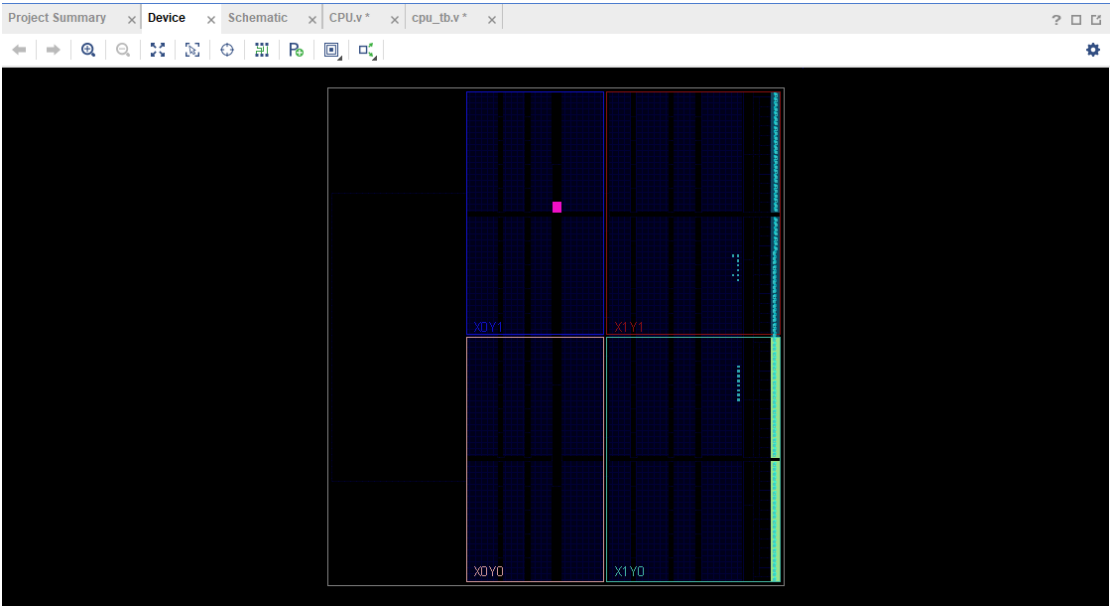 Project Summary × Device × Schematic × CPU.v * × cpu_tb.v * × ?
X0Y1 X1Y1
X0Y0 X1Y0